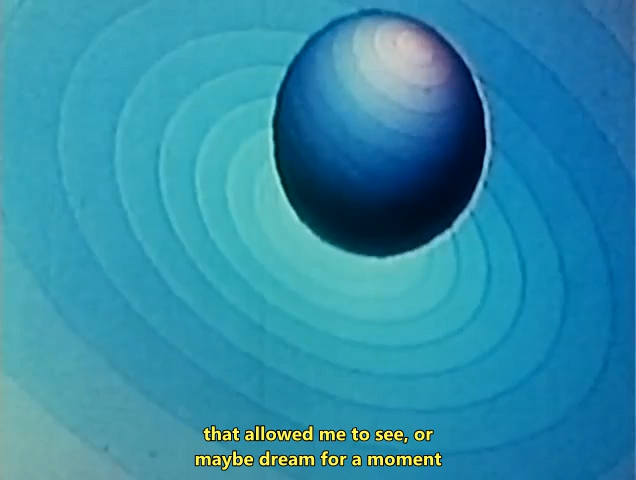 that allowed me to see, or
maybe dream for a moment